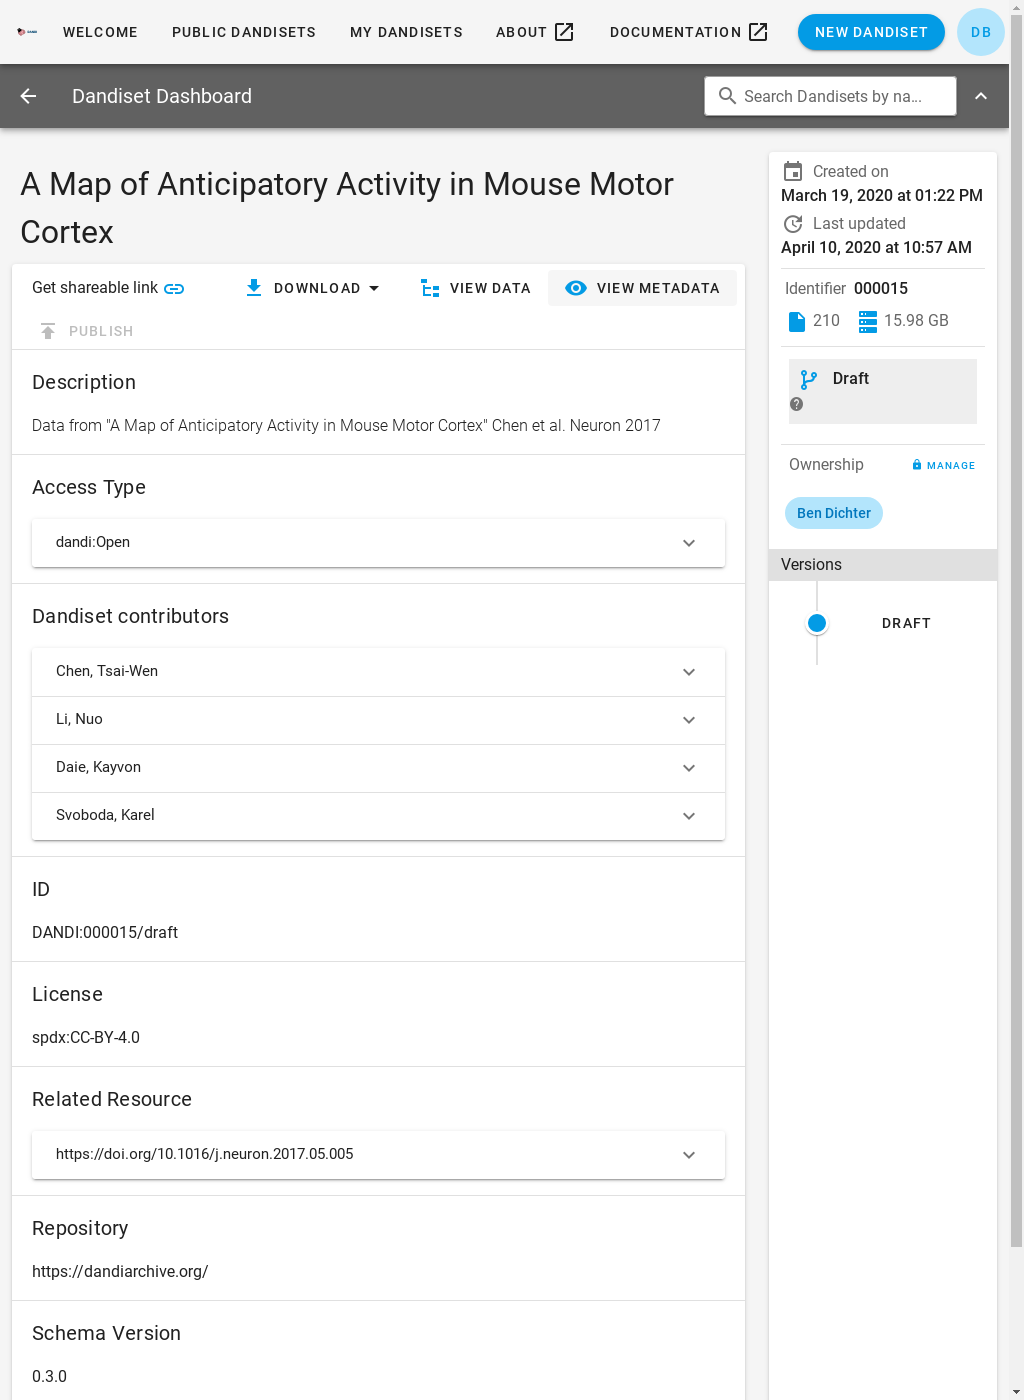 WELCOME PUBLIC DANDISETS MY DANDISETS ABOUT DOCUMENTATION NEW DANDISET DB
Dandiset Dashboard Search Dandisets by na...
A Map of Anticipatory Activity in Mouse Motor
Cortex
Get shareable link DOWNLOAD VIEW DATA VIEW METADATA
PUBLISH
Description
Data from "A Map of Anticipatory Activity in Mouse Motor Cortex" Chen et al. Neuron 2017
Access Type
dandi:Open
Dandiset contributors
Chen, Tsai-Wen
Li, Nuo
Daie, Kayvon
Svoboda, Karel
ID
DANDI:000015/draft
License
spdx:CC-BY-4.0
Related Resource
https://doi.org/10.1016/j.neuron.2017.05.005
Repository
https://dandiarchive.org/
Schema Version
0.3.0
Created on
March 19, 2020 at 01:22 PM
Last updated
April 10, 2020 at 10:57 AM
Identifier 000015
210 15.98 GB
Draft
Ownership MANAGE
Ben Dichter
Versions
DRAFT